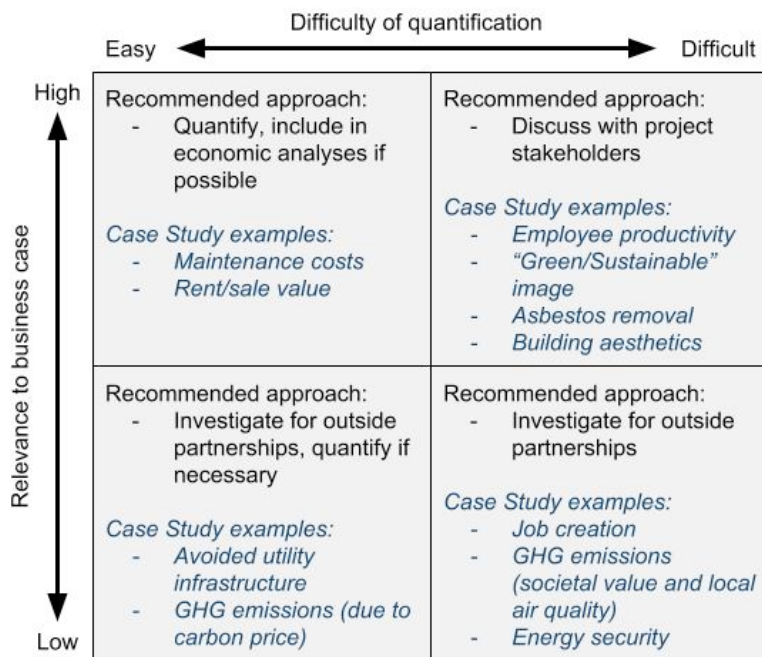 Difficulty of quantification
Easy
Difficult
Relevance to business case
High
Low
Recommended approach:
- Quantify, include in
economic analyses if
possible
Case Study examples:
- Maintenance costs
- Rent/sale value
Recommended approach:
- Discuss with project
stakeholders
Case Study examples:
- Employee productivity
- “Green/Sustainable”
image
- Asbestos removal
- Building aesthetics
Recommended approach:
- Investigate for outside
partnerships, quantify if
necessary
Case Study examples:
- Avoided utility
infrastructure
- GHG emissions (due to
carbon price)
Recommended approach:
- Investigate for outside
partnerships
Case Study examples:
- Job creation
- GHG emissions
(societal value and local
air quality)
- Energy security